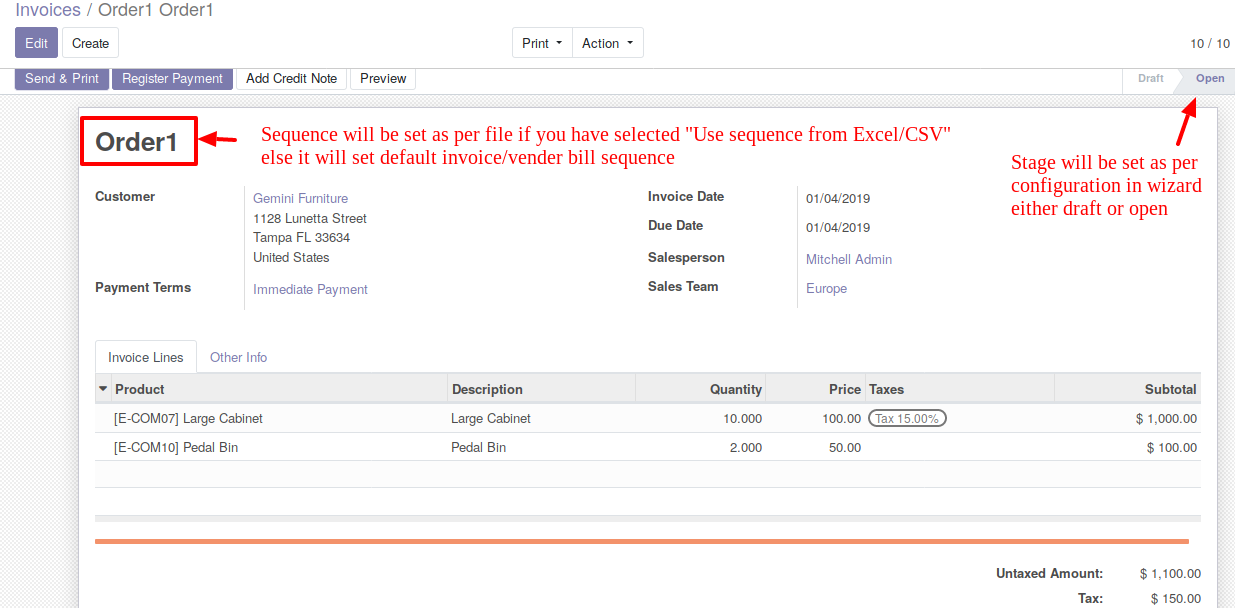 Invoices / Order1 Order1
Edit Create Print Action 10 / 10
Send & Print Register Payment Add Credit Note Preview Draft Open
Order1
Sequence will be set as per file if you have selected "Use sequence from Excel/CSV"
else it will set default invoice/vender bill sequence
Stage will be set as per
configuration in wizard
either draft or open
Customer Gemini Furniture
1128 Lunetta Street
Tampa FL 33634
United States
Payment Terms Immediate Payment
Invoice Date 01/04/2019
Due Date 01/04/2019
Salesperson Mitchell Admin
Sales Team Europe
Invoice Lines Other Info
Product Description Quantity Price Taxes Subtotal
[E-COM07] Large Cabinet Large Cabinet 10.000 100.00 Tax 15.00% $ 1,000.00
[E-COM10] Pedal Bin Pedal Bin 2.000 50.00 $ 100.00
Untaxed Amount: $ 1,100.00
Tax: $ 150.00